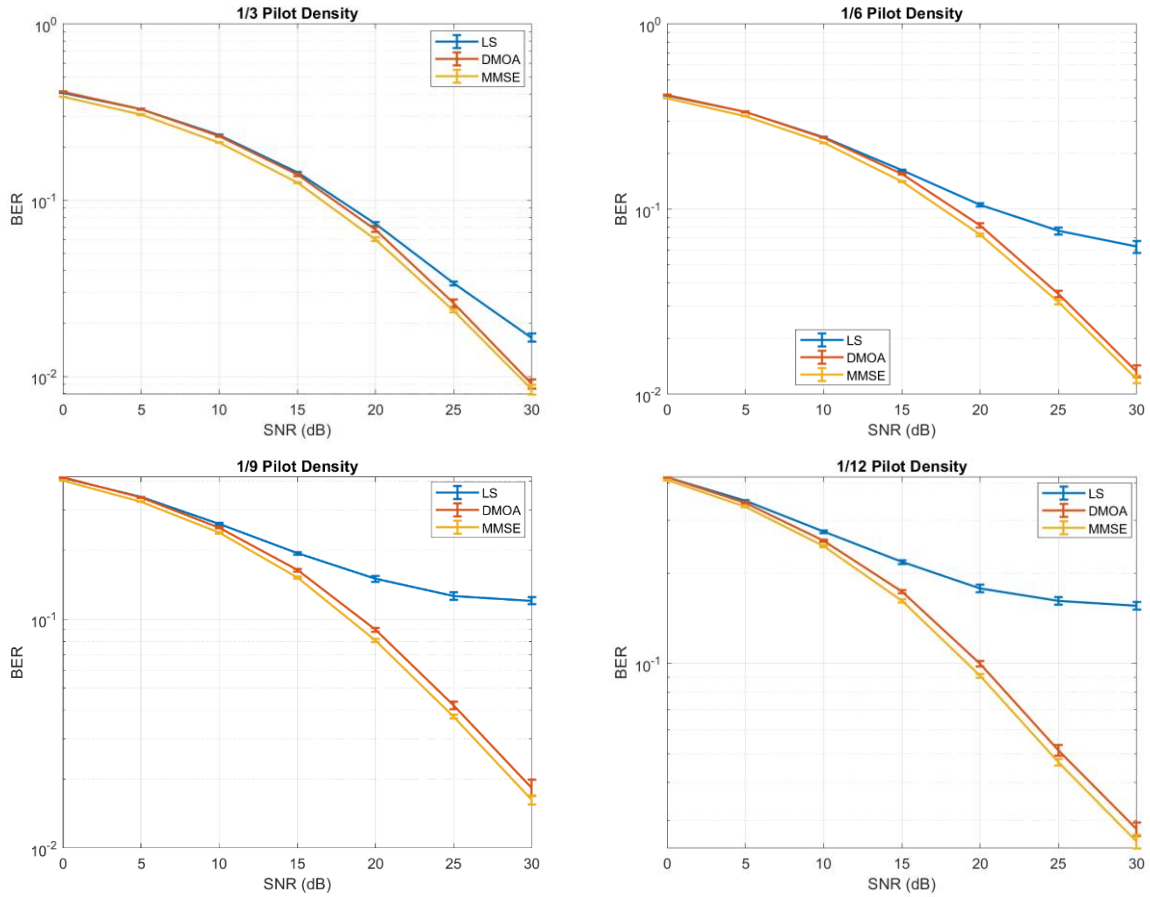 1/3 Pilot Density
10^0
10^-1
10^-2
BER
LS
DMOA
MMSE
0 5 10 15 20 25 30
SNR (dB)
1/6 Pilot Density
10^0
10^-1
10^-2
BER
LS
DMOA
MMSE
0 5 10 15 20 25 30
SNR (dB)
1/9 Pilot Density
10^-1
10^-2
BER
LS
DMOA
MMSE
0 5 10 15 20 25 30
SNR (dB)
1/12 Pilot Density
10^-1
BER
LS
DMOA
MMSE
0 5 10 15 20 25 30
SNR (dB)